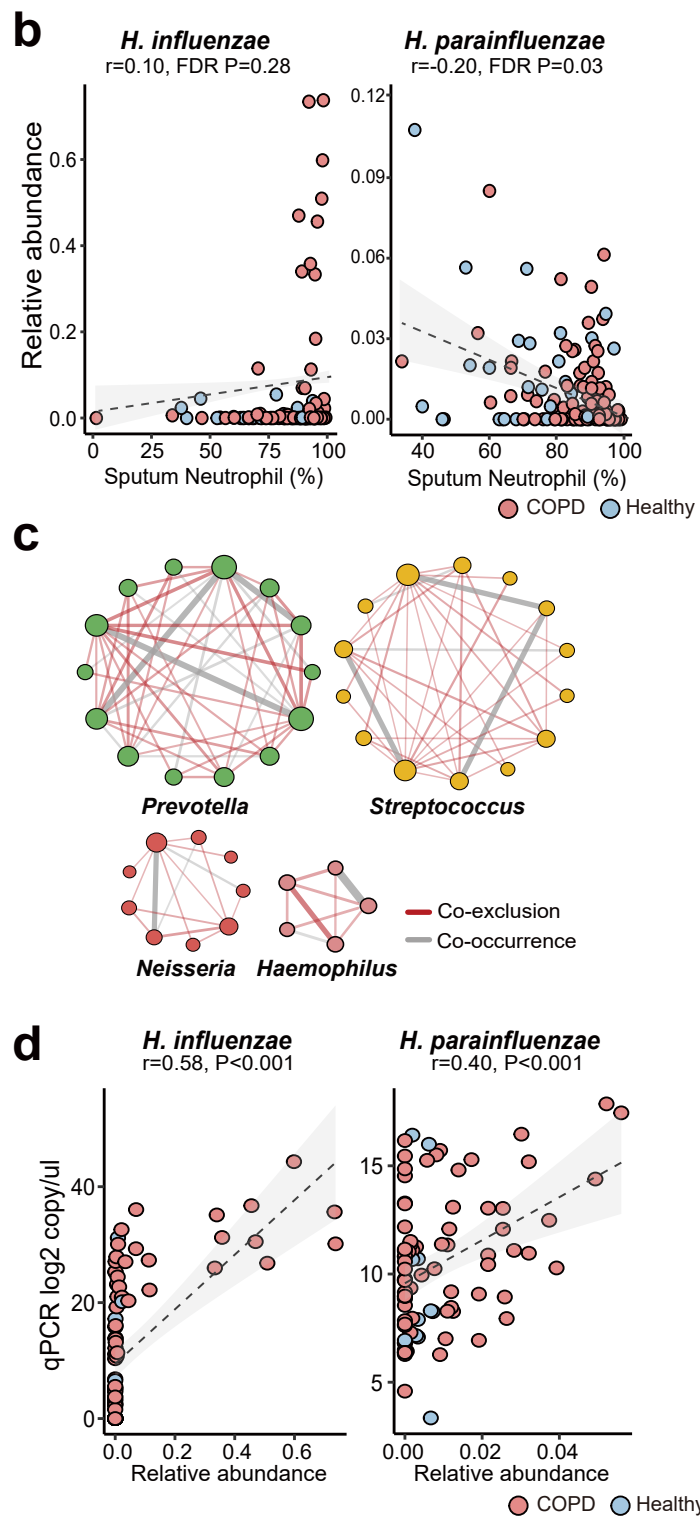 b
H. influenzae
r=0.10, FDR P=0.28
H. parainfluenzae
r=-0.20, FDR P=0.03
Relative abundance
0.6
0.4
0.2
0.0
0.12
0.09
0.06
0.03
0.00
0 25 50 75 100
40 60 80 100
Sputum Neutrophil (%)
Sputum Neutrophil (%)
COPD Healthy
c
Prevotella
Streptococcus
Neisseria
Haemophilus
Co-exclusion
Co-occurrence
d
H. influenzae
r=0.58, P<0.001
H. parainfluenzae
r=0.40, P<0.001
qPCR log2 copy/ul
40
20
0
15
10
5
0.0 0.2 0.4 0.6
0.00 0.02 0.04
Relative abundance
Relative abundance
COPD Healthy